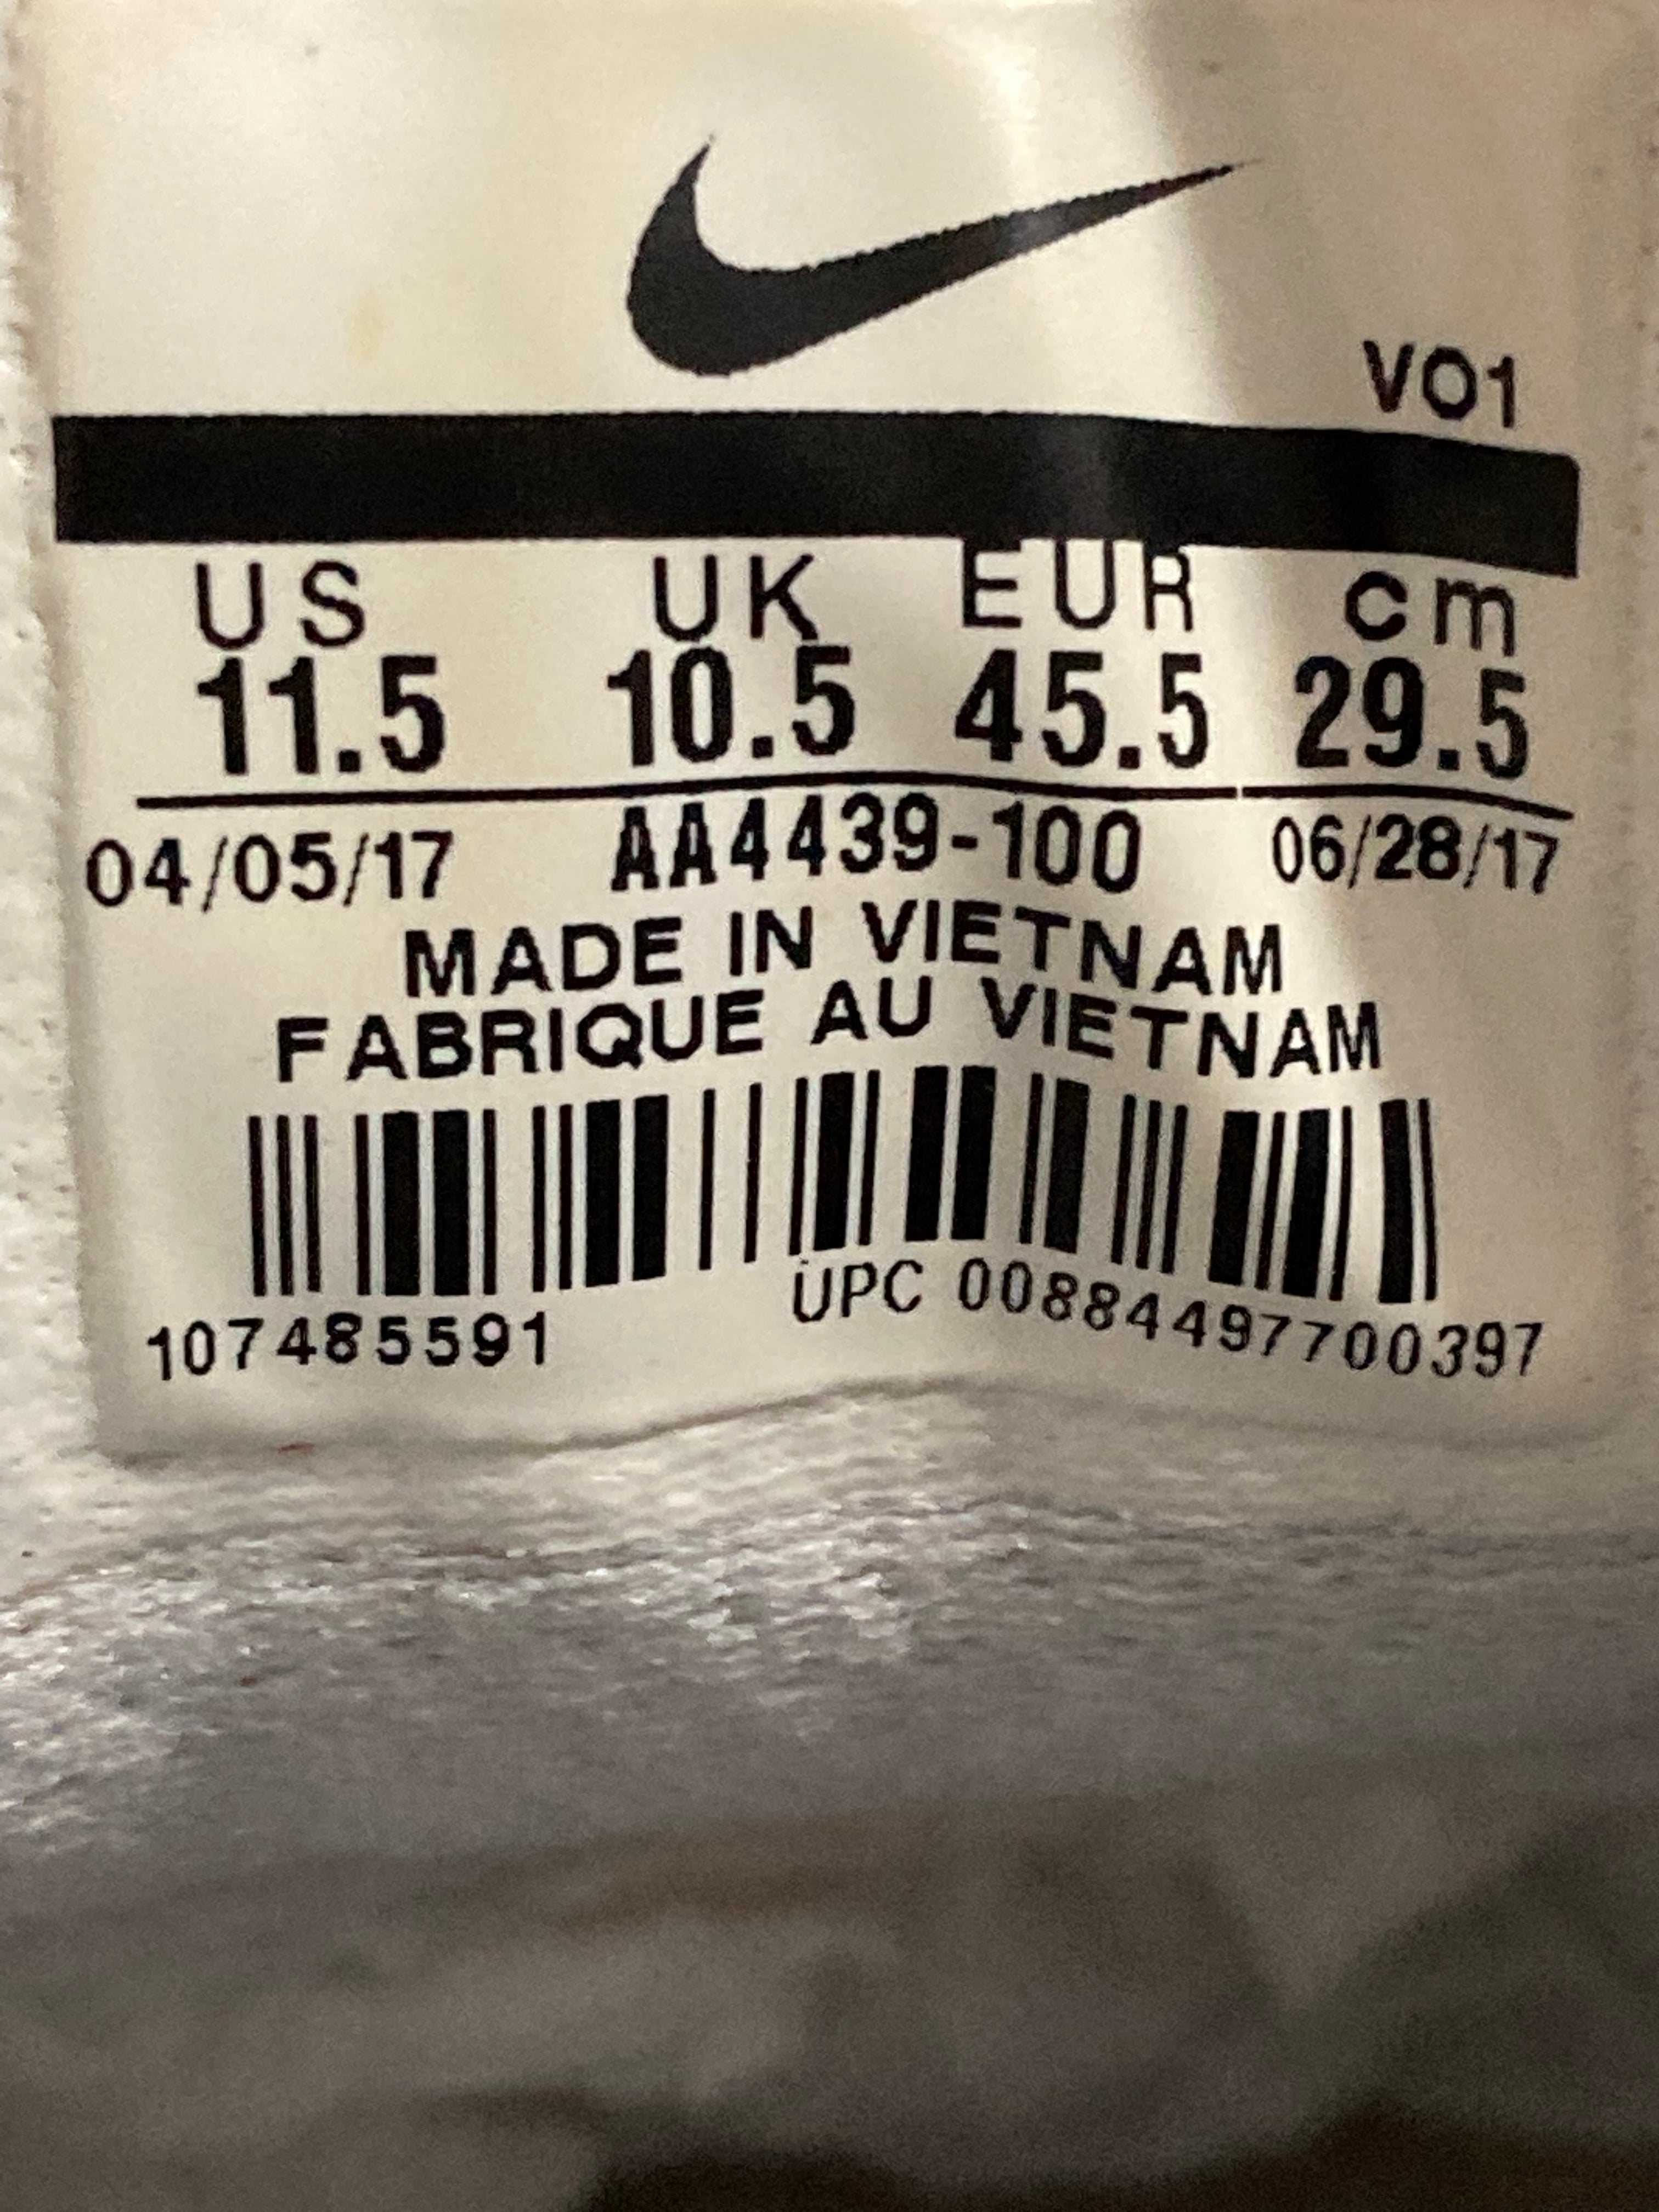 VO1
US UK EUR cm
11.5 10.5 45.5 29.5
04/05/17 AA4439-100 06/28/17
MADE IN VIETNAM
FABRIQUE AU VIETNAM
107485591 UPC 00884497700397